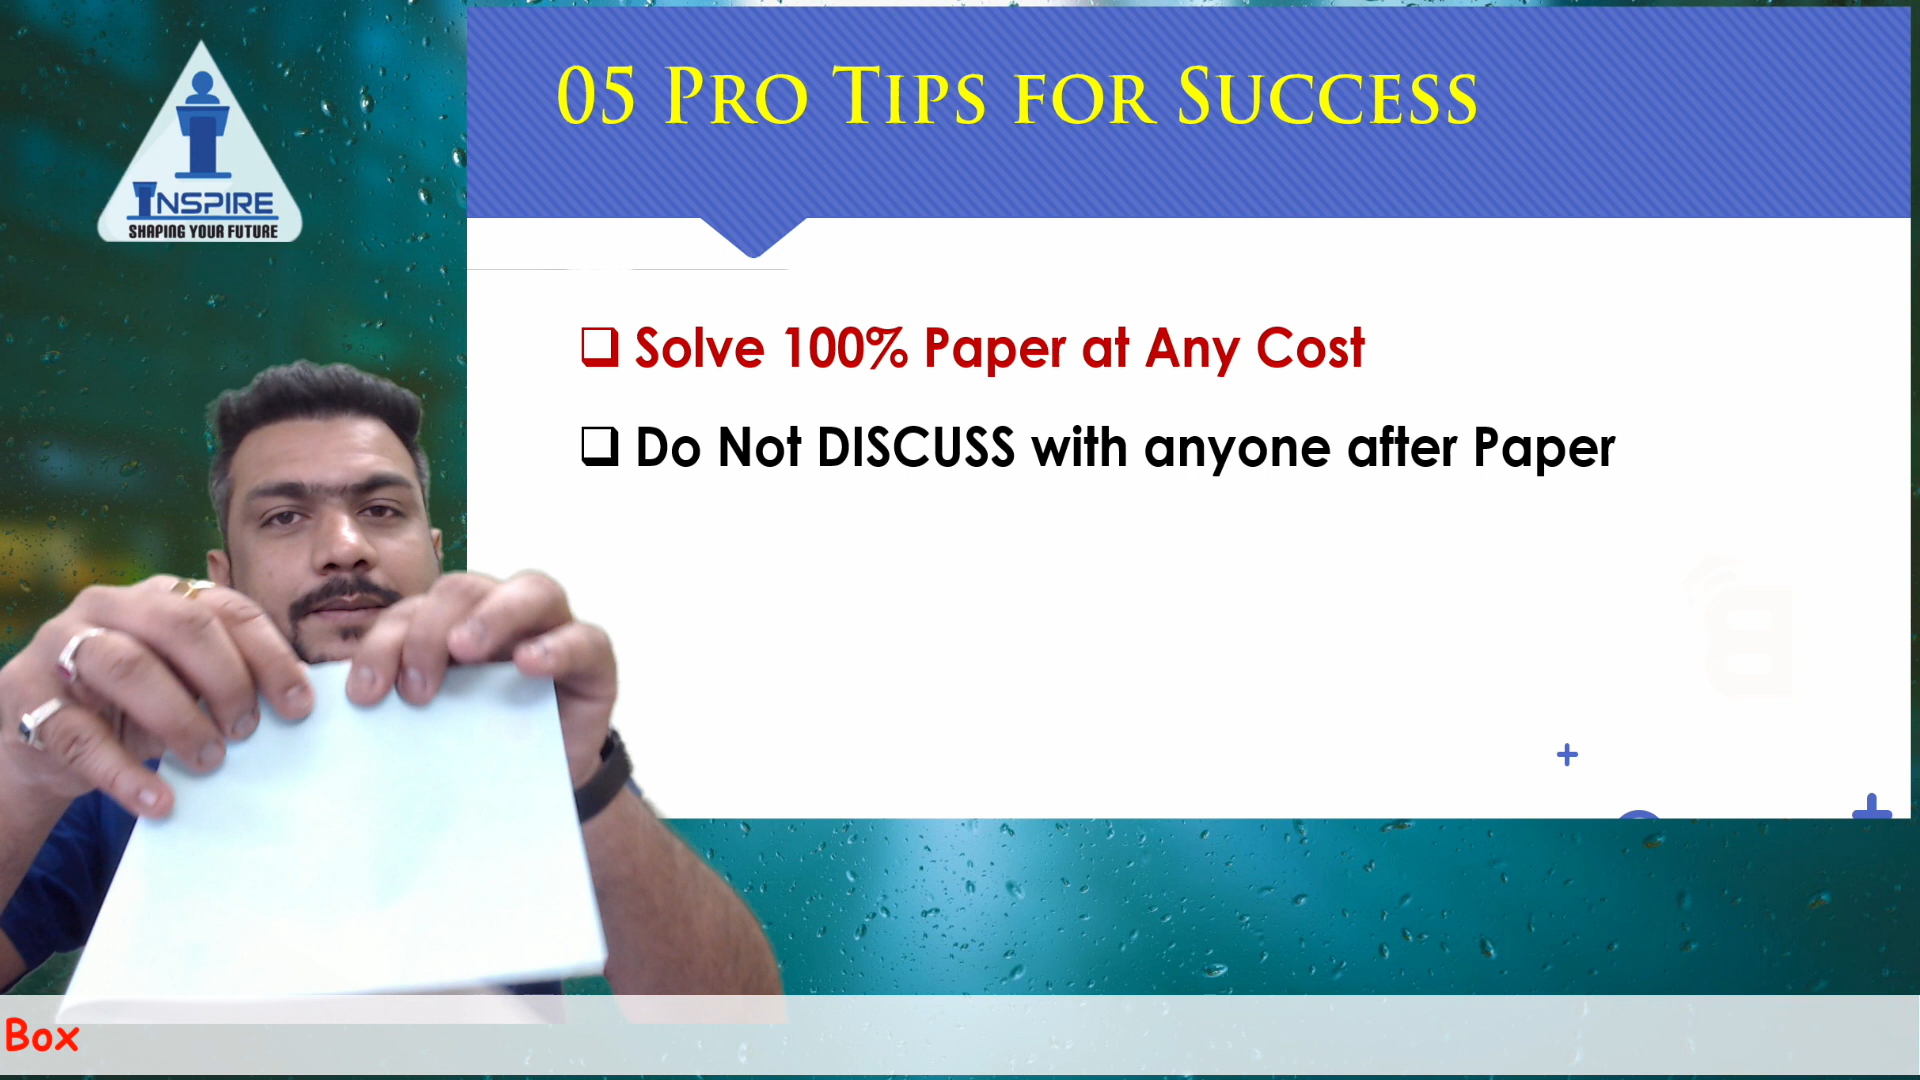 05 Pro Tips for Success
INSPIRE
SHAPING YOUR FUTURE
Solve 100% Paper at Any Cost
Do Not DISCUSS with anyone after Paper
Box